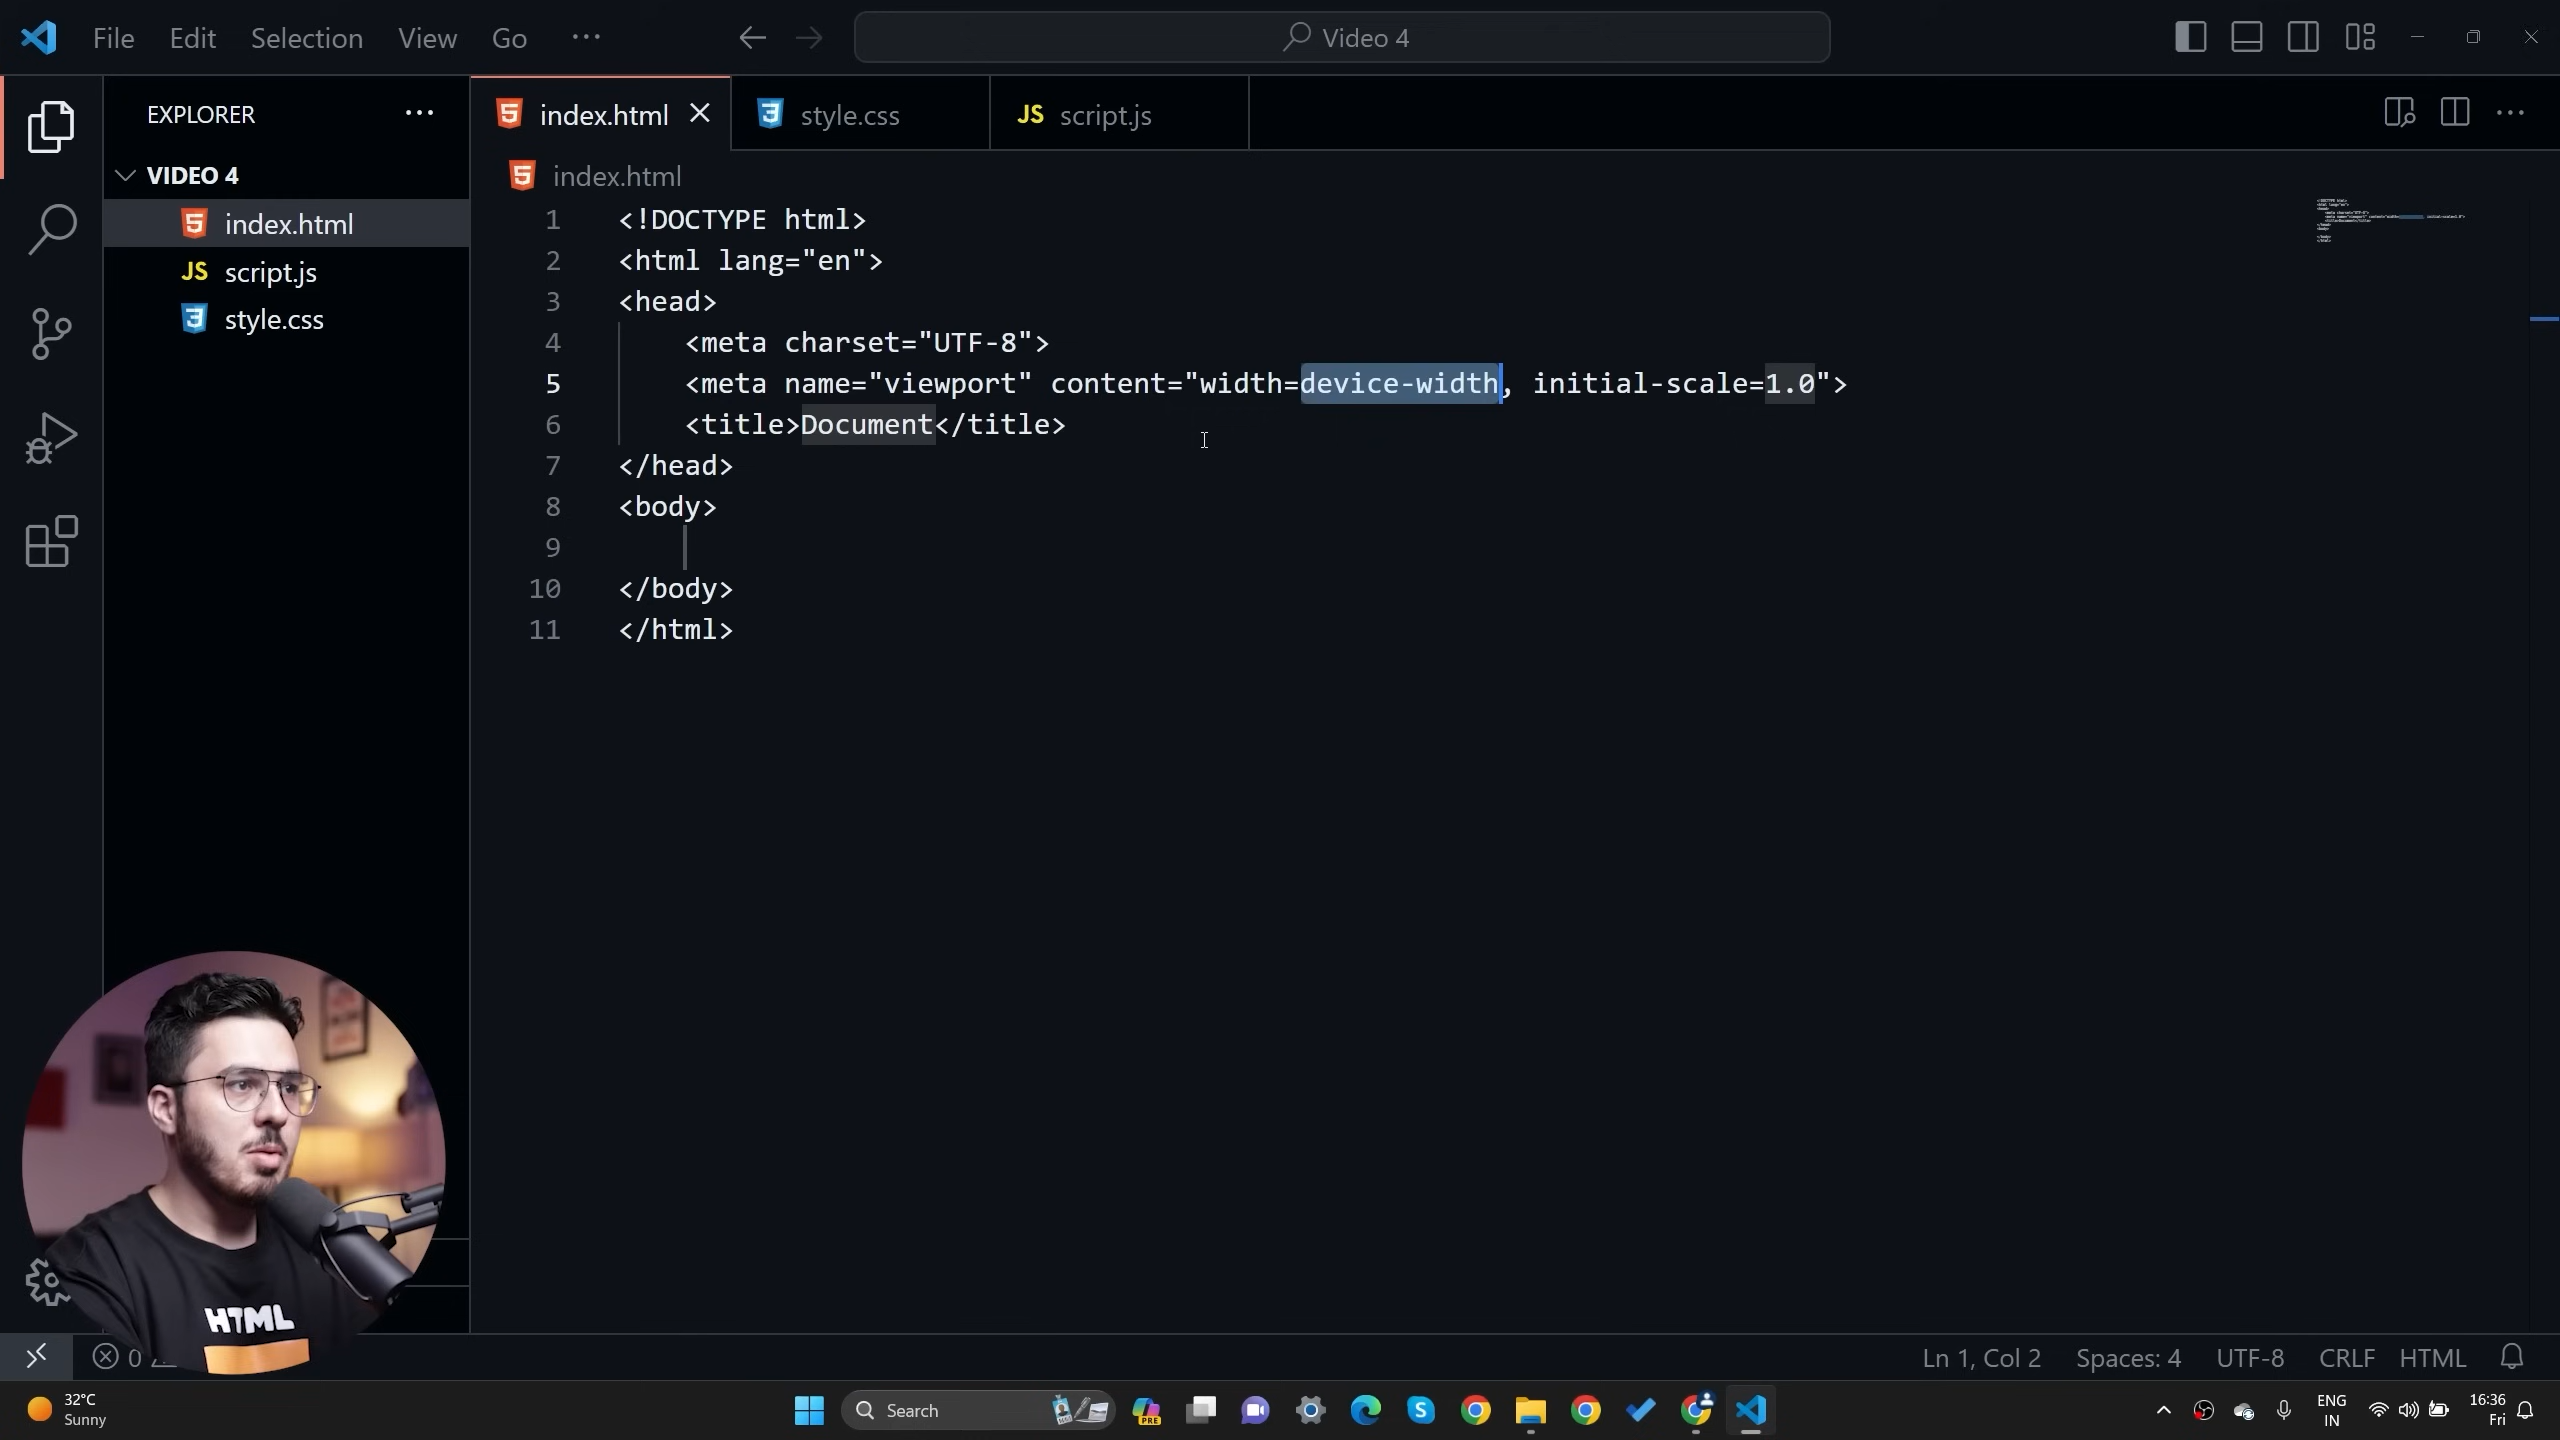 File Edit Selection View Go ···
Video 4
EXPLORER ···
index.html
style.css
JS script.js
VIDEO 4
index.html
JS script.js
style.css
index.html
1 <!DOCTYPE html>
2 <html lang="en">
3 <head>
4 <meta charset="UTF-8">
5 <meta name="viewport" content="width=device-width, initial-scale=1.0">
6 <title>Document</title>
7 </head>
8 <body>
9
10 </body>
11 </html>
HTML
0
Ln 1, Col 2 Spaces: 4 UTF-8 CRLF HTML
32°C
Sunny
Search
PRE
ENG
IN
16:36
Fri